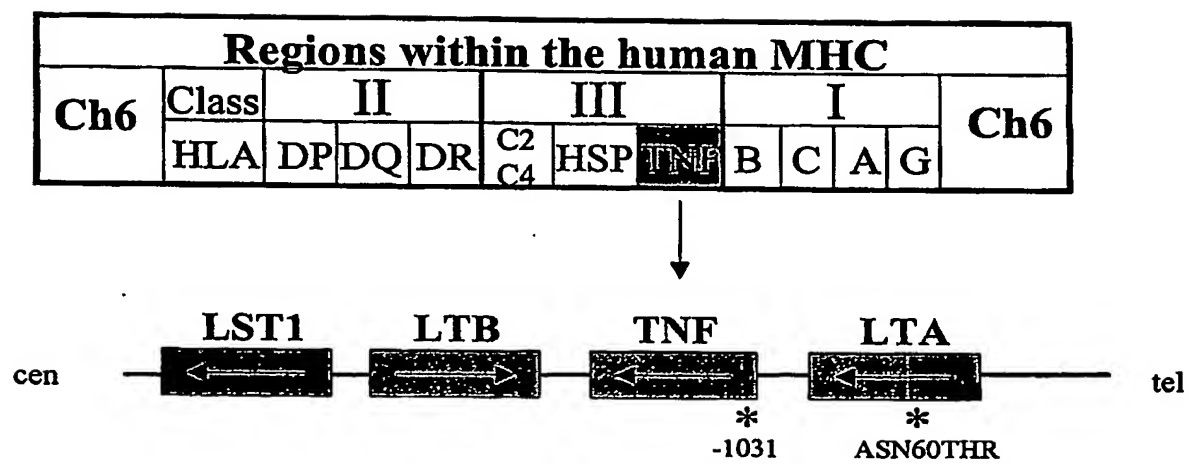 Regions within the human MHC
Ch6 Class II III I Ch6
HLA DP DQ DR C2 C4 HSP TNF B C A G
LST1 LTB TNF LTA
cen tel
* *
-1031 ASN60THR